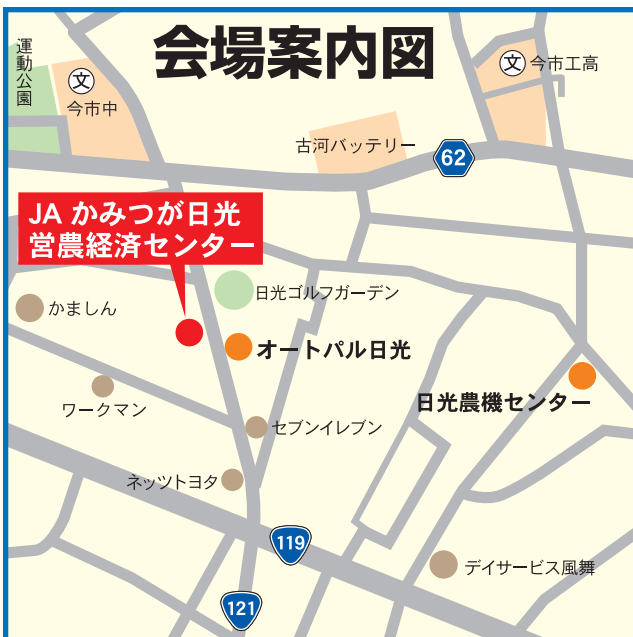 会場案内図
運動公園
文
今市中
文
今市工高
古河バッテリー
62
JA かみつが日光
営農経済センター
日光ゴルフガーデン
かましん
オートパル日光
日光農機センター
ワークマン
セブンイレブン
ネッツトヨタ
119
デイサービス風舞
121